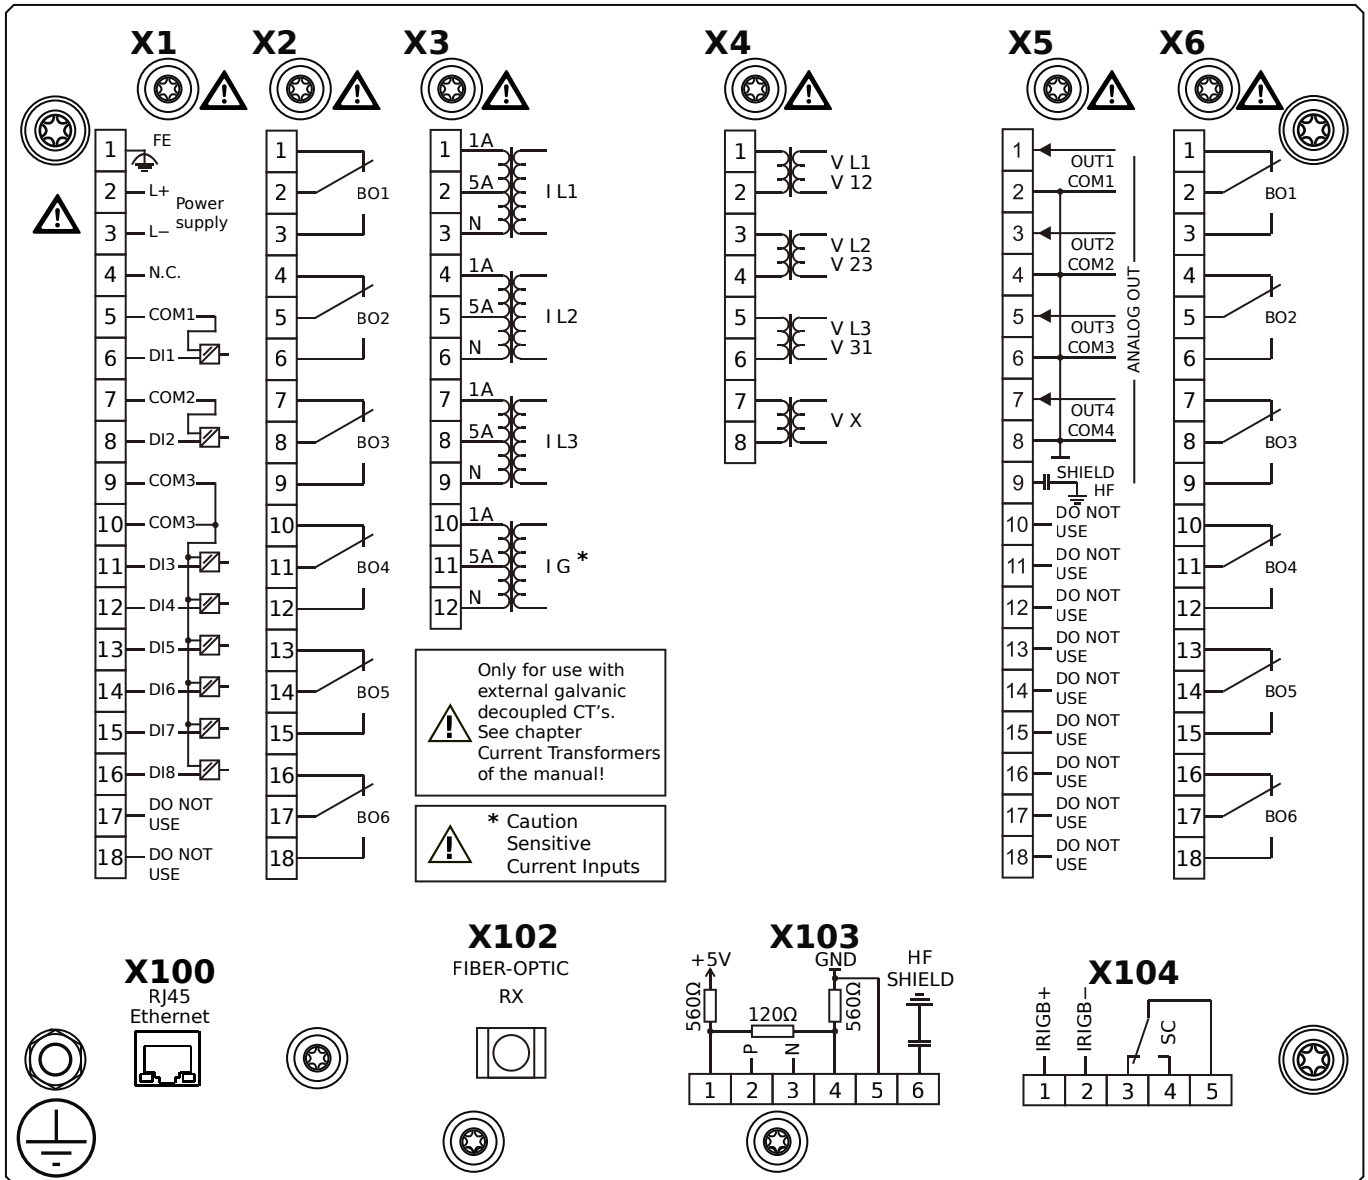 X1
X2
X3
X4
X5
X6
1 FE
2 L+
Power
supply
3 L−
4 N.C.
5 COM1
6 DI1
7 COM2
8 DI2
9 COM3
10 COM3
11 DI3
12 DI4
13 DI5
14 DI6
15 DI7
16 DI8
17 DO NOT
USE
18 DO NOT
USE
1
2 BO1
3
4
5 BO2
6
7
8 BO3
9
10
11 BO4
12
13
14 BO5
15
16
17 BO6
18
1 1A
2 5A I L1
3 N
4 1A
5 5A I L2
6 N
7 1A
8 5A I L3
9 N
10 1A
11 5A I G *
12 N
Only for use with
external galvanic
decoupled CT's.
See chapter
Current Transformers
of the manual!
* Caution
Sensitive
Current Inputs
1 V L1
2 V 12
3 V L2
4 V 23
5 V L3
6 V 31
7 V X
8
1 OUT1
2 COM1
3 OUT2
4 COM2
5 OUT3
6 COM3
7 OUT4
8 COM4
ANALOG OUT
9 SHIELD
HF
10 DO NOT
USE
11 DO NOT
USE
12 DO NOT
USE
13 DO NOT
USE
14 DO NOT
USE
15 DO NOT
USE
16 DO NOT
USE
17 DO NOT
USE
18 DO NOT
USE
1
2 BO1
3
4
5 BO2
6
7
8 BO3
9
10
11 BO4
12
13
14 BO5
15
16
17 BO6
18
X100
RJ45
Ethernet
X102
FIBER-OPTIC
RX
X103
+5V
GND
HF
SHIELD
560Ω
120Ω
560Ω
P
N
1 2 3 4 5 6
X104
IRIGB+
IRIGB−
SC
1 2 3 4 5